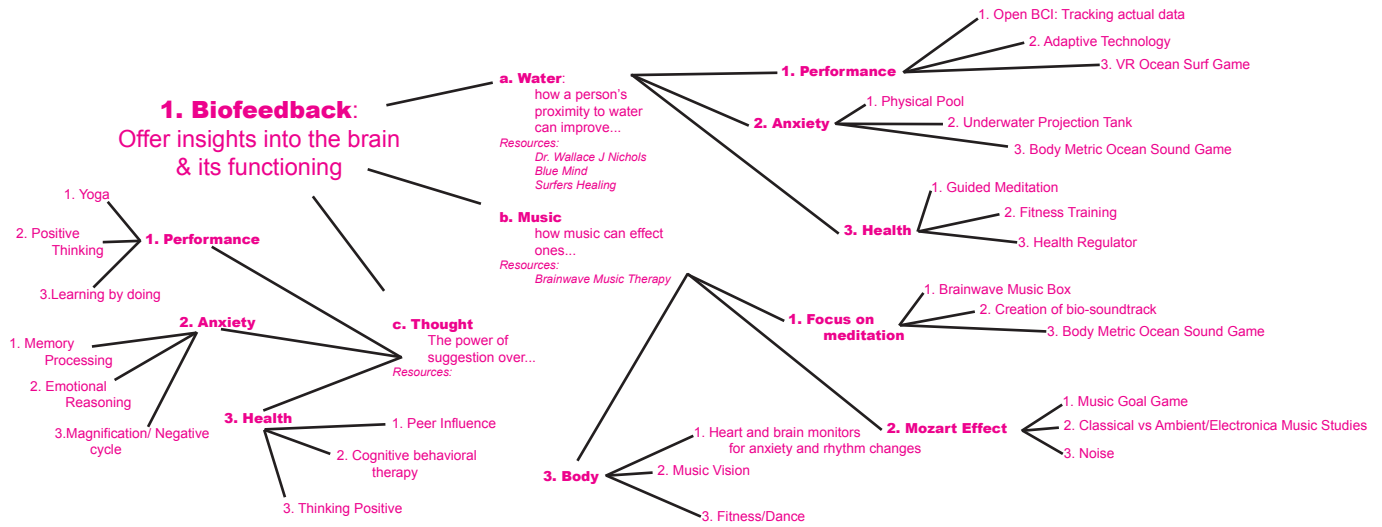 1. Biofeedback:
Offer insights into the brain
& its functioning
a. Water:
how a person's
proximity to water
can improve...
Resources:
Dr. Wallace J Nichols
Blue Mind
Surfers Healing
1. Performance
1. Open BCI: Tracking actual data
2. Adaptive Technology
3. VR Ocean Surf Game
2. Anxiety
1. Physical Pool
2. Underwater Projection Tank
3. Body Metric Ocean Sound Game
3. Health
1. Guided Meditation
2. Fitness Training
3. Health Regulator
b. Music
how music can effect
ones...
Resources:
Brainwave Music Therapy
1. Focus on
meditation
1. Brainwave Music Box
2. Creation of bio-soundtrack
3. Body Metric Ocean Sound Game
2. Mozart Effect
1. Music Goal Game
2. Classical vs Ambient/Electronica Music Studies
3. Noise
3. Body
1. Heart and brain monitors
for anxiety and rhythm changes
2. Music Vision
3. Fitness/Dance
c. Thought
The power of
suggestion over...
Resources:
1. Performance
1. Yoga
2. Positive
Thinking
3.Learning by doing
2. Anxiety
1. Memory
Processing
2. Emotional
Reasoning
3.Magnification/ Negative
cycle
3. Health
1. Peer Influence
2. Cognitive behavioral
therapy
3. Thinking Positive